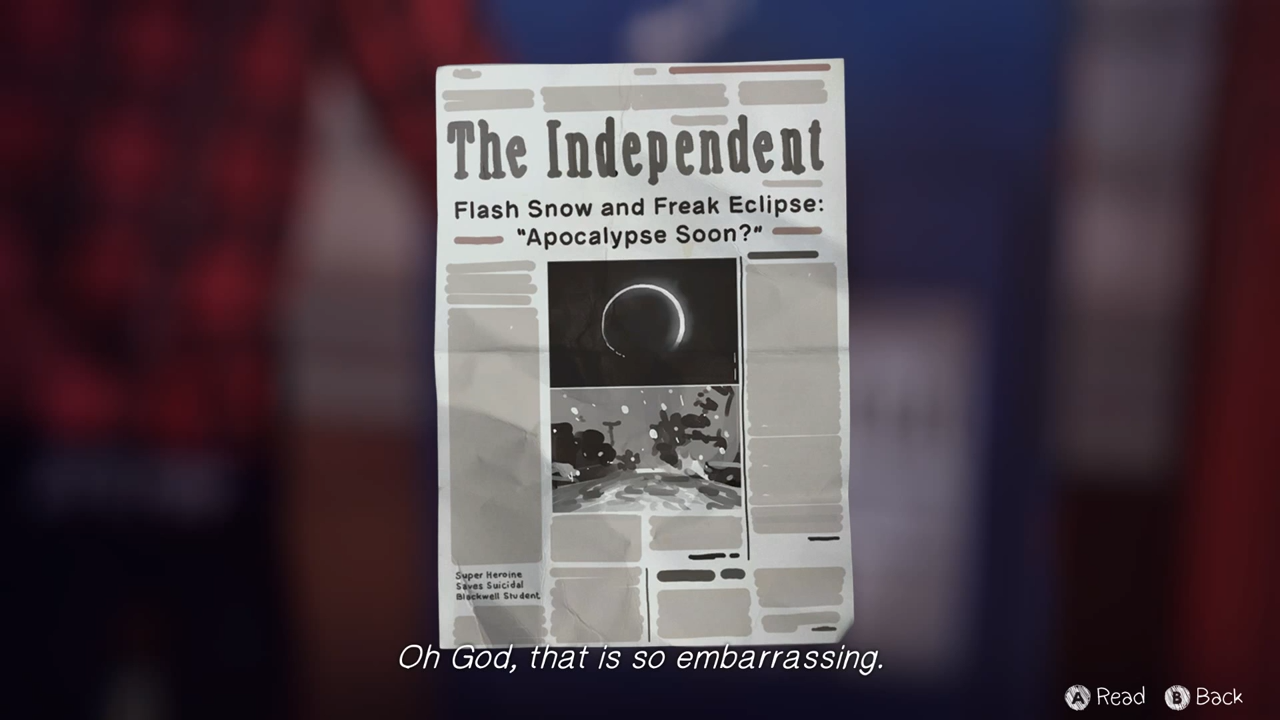 The Independent
Flash Snow and Freak Eclipse:
"Apocalypse Soon?"
Super Heroine
Saves Suicidal
Blackwell Student
Oh God, that is so embarrassing.
A Read B Back